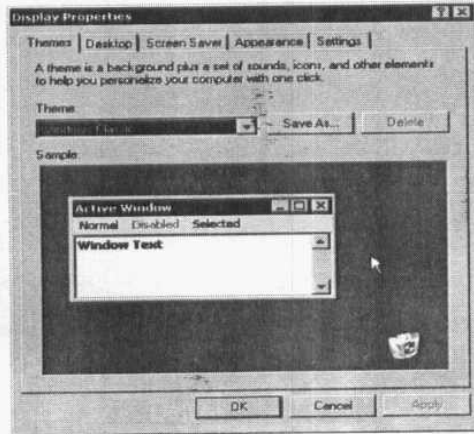 Display Properties
Themes Desktop Screen Saver Appearance Settings
A theme is a background plus a set of sounds, icons, and other elements
to help you personalize your computer with one click.
Theme:
Windows Classic Save As... Delete
Sample:
Active Window
Normal Disabled Selected
Window Text
OK Cancel Apply